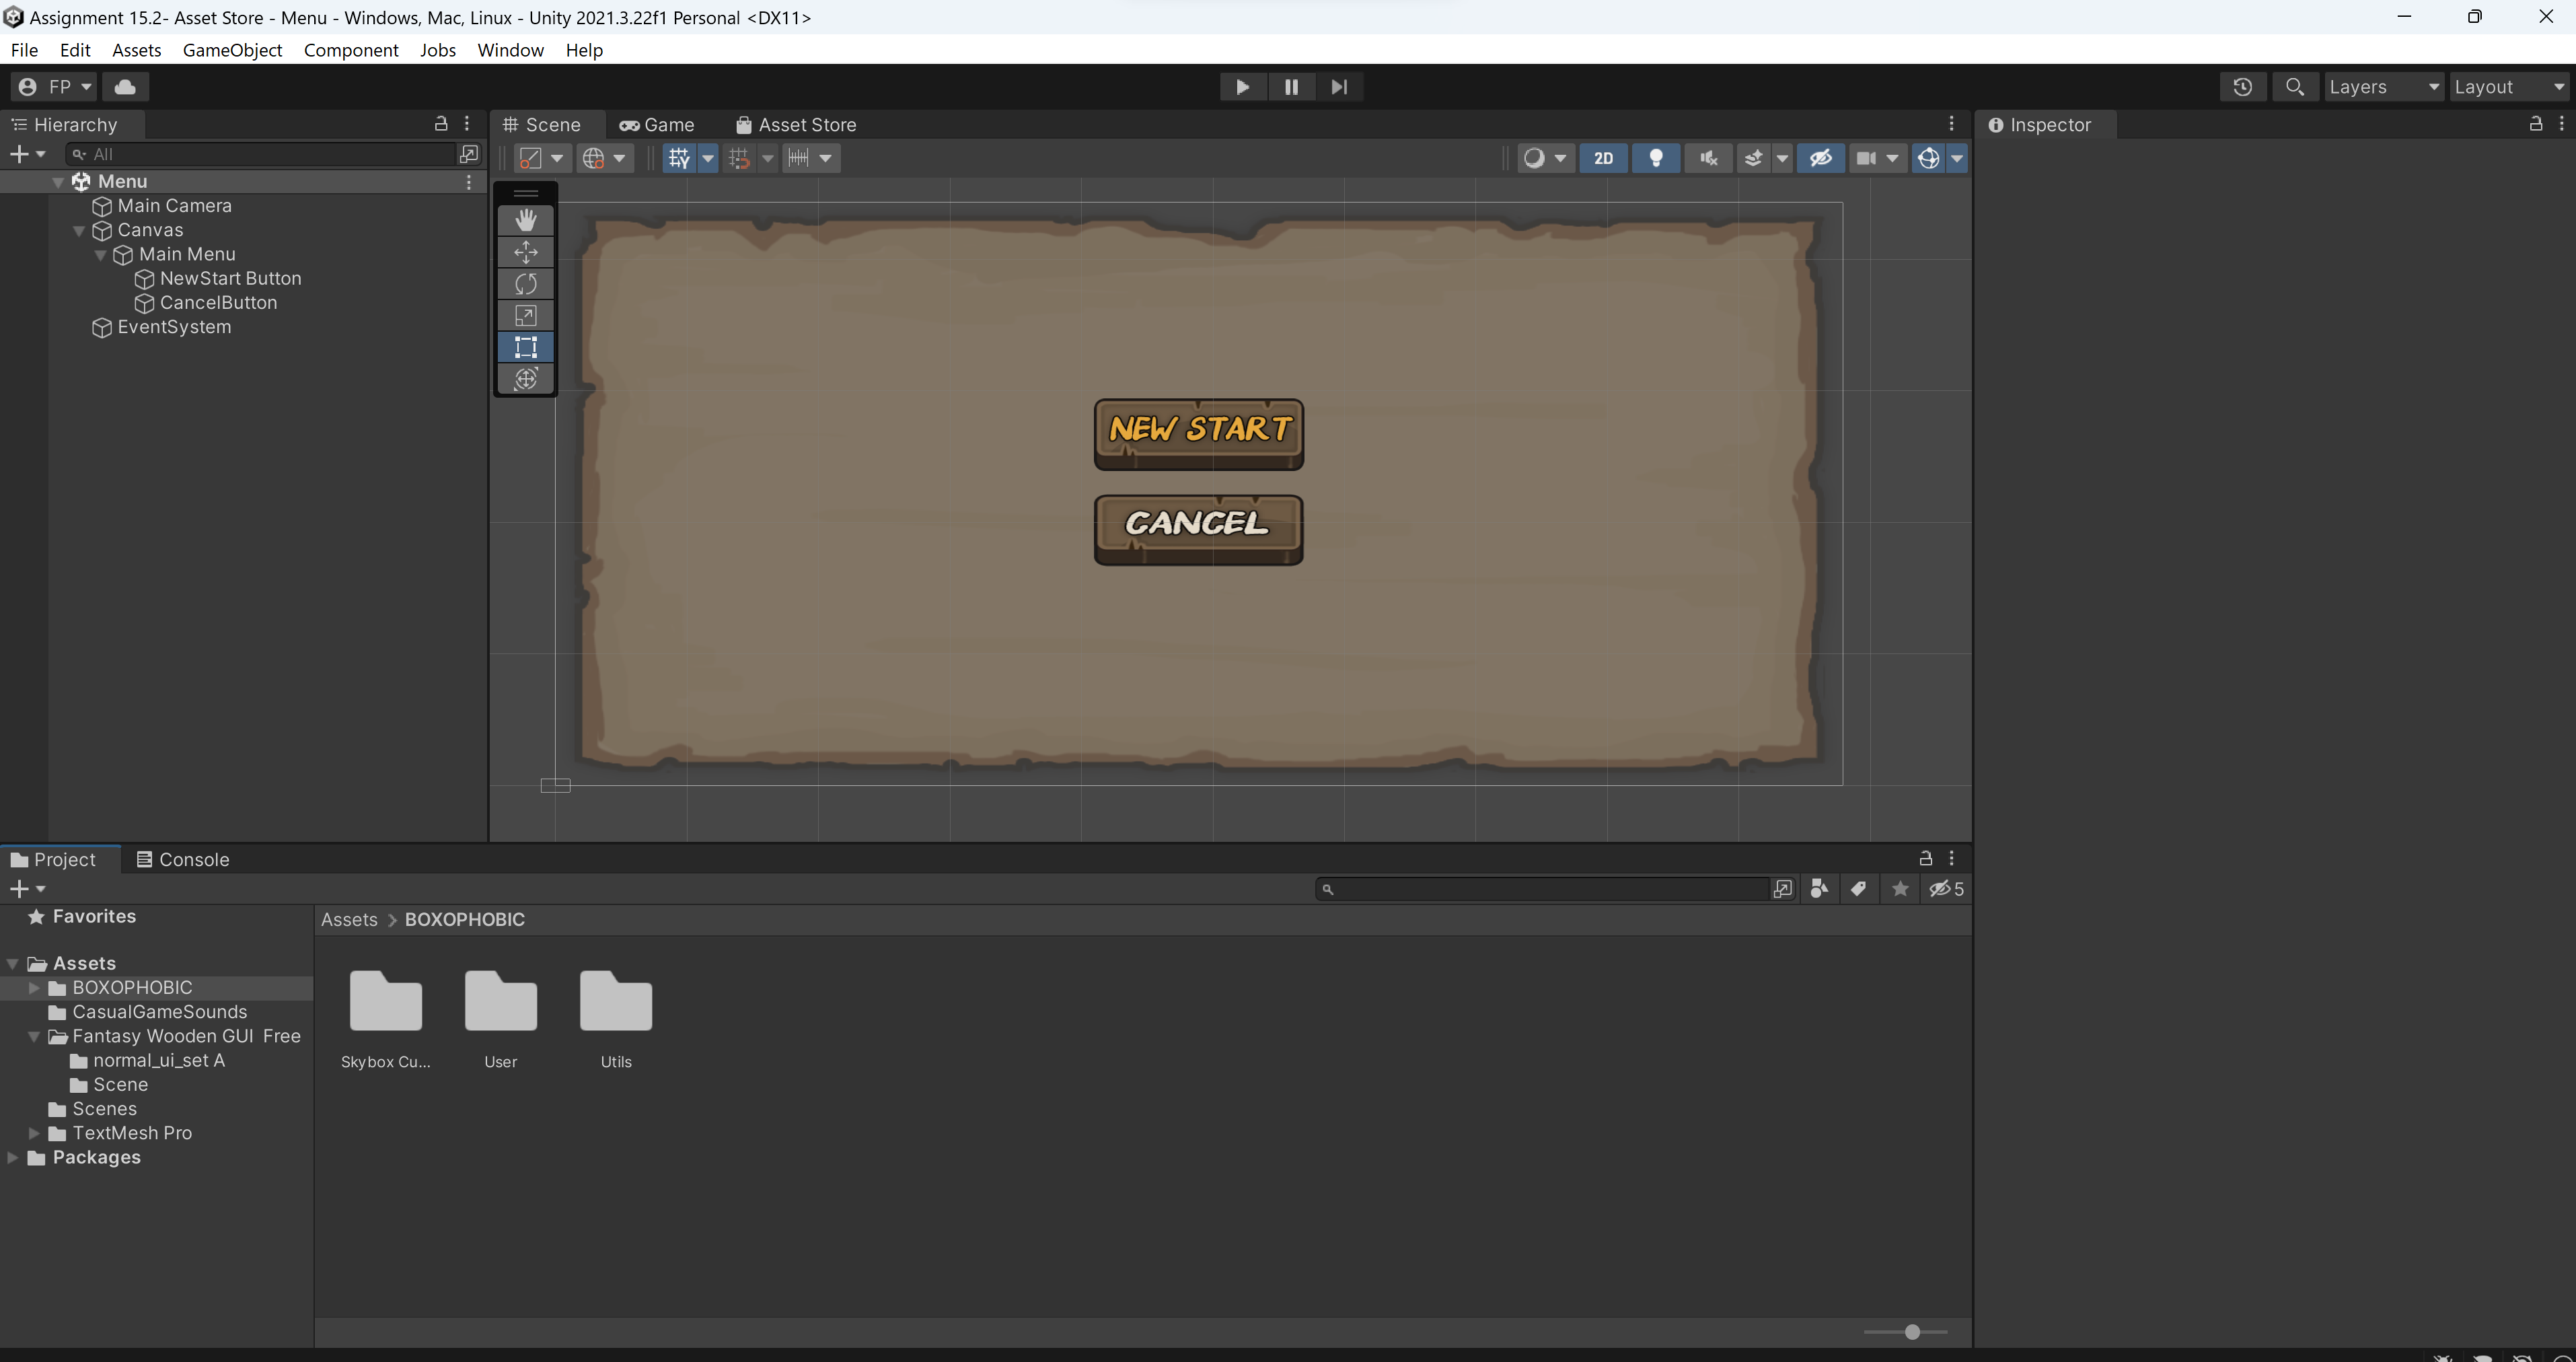 Assignment 15.2- Asset Store - Menu - Windows, Mac, Linux - Unity 2021.3.22f1 Personal <DX11>
File Edit Assets GameObject Component Jobs Window Help
FP Layers Layout
Hierarchy
All
Menu
Main Camera
Canvas
Main Menu
NewStart Button
CancelButton
EventSystem
Scene Game Asset Store
2D
NEW START
CANCEL
Inspector
Project Console
5
Favorites
Assets
BOXOPHOBIC
CasualGameSounds
Fantasy Wooden GUI Free
normal_ui_set A
Scene
Scenes
TextMesh Pro
Packages
Assets > BOXOPHOBIC
Skybox Cu... User Utils